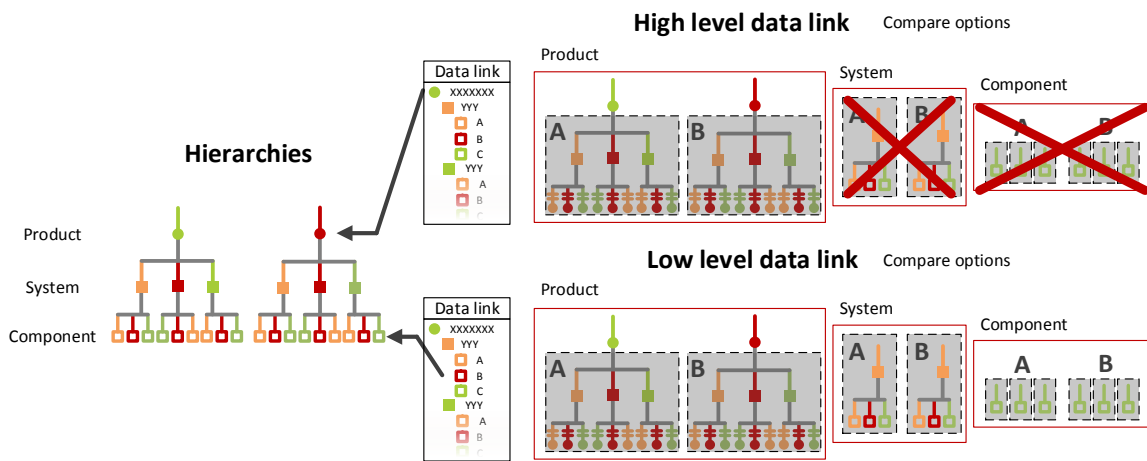 High level data link Compare options
Product
System
Component
Data link
XXXXXXX
YYY
A
B
C
YYY
A
B
C
A
B
A
B
A
B
Hierarchies
Product
System
Component
Low level data link Compare options
Product
System
Component
Data link
XXXXXXX
YYY
A
B
C
YYY
A
B
C
A
B
A
B
A
B